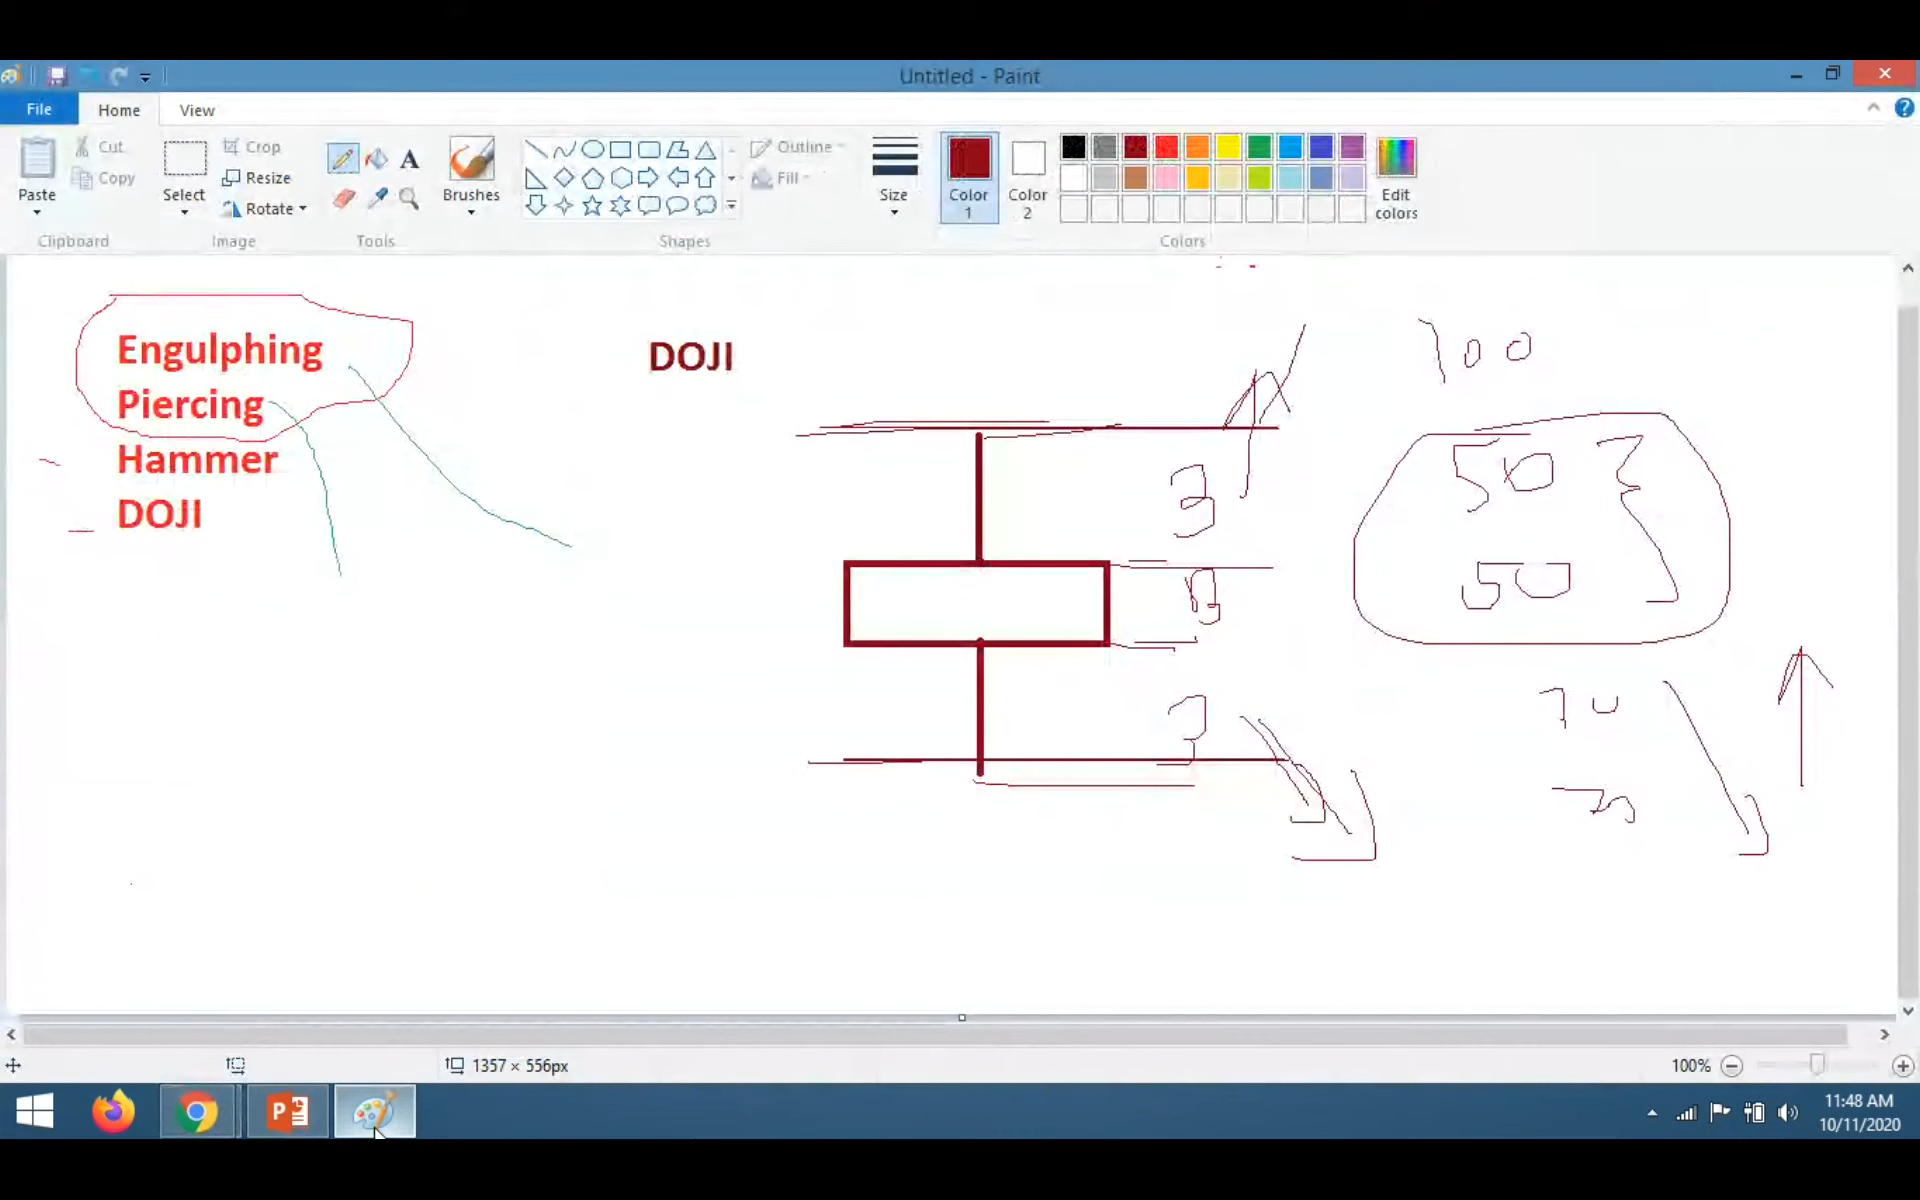 Untitled - Paint
File
Home
View
Paste
Cut
Copy
Clipboard
Select
Crop
Resize
Rotate
Image
A
Tools
Brushes
Shapes
Outline
Fill
Size
Color
1
Color
2
Edit
colors
Colors
Engulphing
Piercing
Hammer
DOJI
DOJI
100
3
50
50
3
1357 × 556px
100%
11:48 AM
10/11/2020